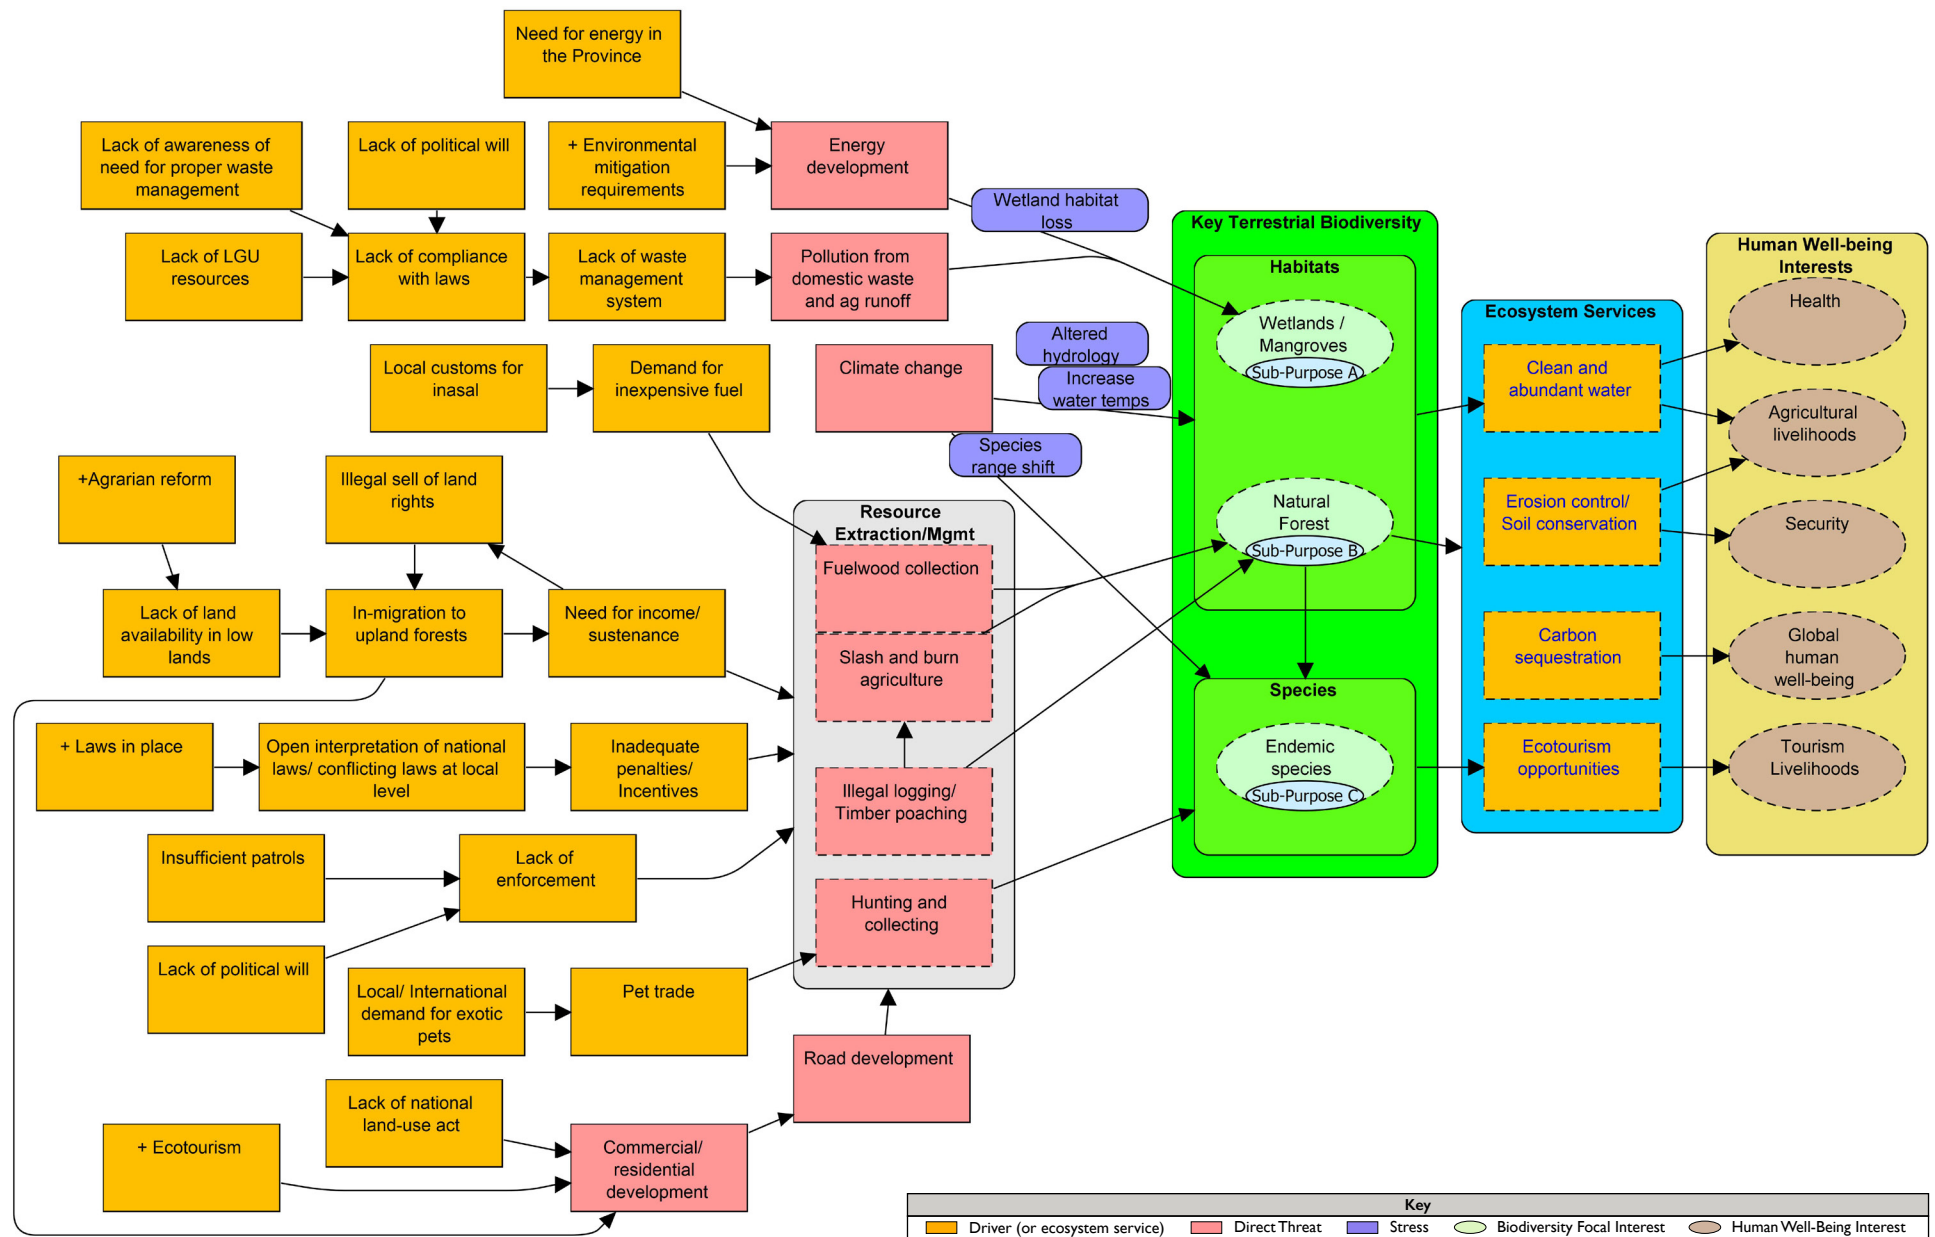 Need for energy in
the Province
Lack of awareness of
need for proper waste
management
Lack of political will
+ Environmental
mitigation
requirements
Energy
development
Wetland habitat
loss
Lack of LGU
resources
Lack of compliance
with laws
Lack of waste
management
system
Pollution from
domestic waste
and ag runoff
Local customs for
inasal
Demand for
inexpensive fuel
Climate change
Altered
hydrology
Increase
water temps
Species
range shift
+Agrarian reform
Illegal sell of land
rights
Lack of land
availability in low
lands
In-migration to
upland forests
Need for income/
sustenance
Resource
Extraction/Mgmt
Fuelwood collection
Slash and burn
agriculture
Illegal logging/
Timber poaching
Hunting and
collecting
+ Laws in place
Open interpretation of national
laws/ conflicting laws at local
level
Inadequate
penalties/
Incentives
Insufficient patrols
Lack of
enforcement
Lack of political will
Local/ International
demand for exotic
pets
Pet trade
Road development
Lack of national
land-use act
+ Ecotourism
Commercial/
residential
development
Key Terrestrial Biodiversity
Habitats
Wetlands /
Mangroves
Sub-Purpose A
Natural
Forest
Sub-Purpose B
Species
Endemic
species
Sub-Purpose C
Ecosystem Services
Clean and
abundant water
Erosion control/
Soil conservation
Carbon
sequestration
Ecotourism
opportunities
Human Well-being
Interests
Health
Agricultural
livelihoods
Security
Global
human
well-being
Tourism
Livelihoods
Key
Driver (or ecosystem service)
Direct Threat
Stress
Biodiversity Focal Interest
Human Well-Being Interest